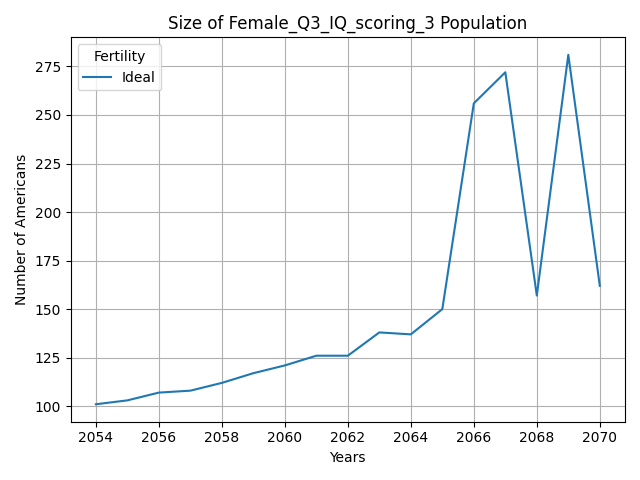 Size of Female_Q3_IQ_scoring_3 Population
Fertility
Ideal
Number of Americans
275
250
225
200
175
150
125
100
2054 2056 2058 2060 2062 2064 2066 2068 2070
Years